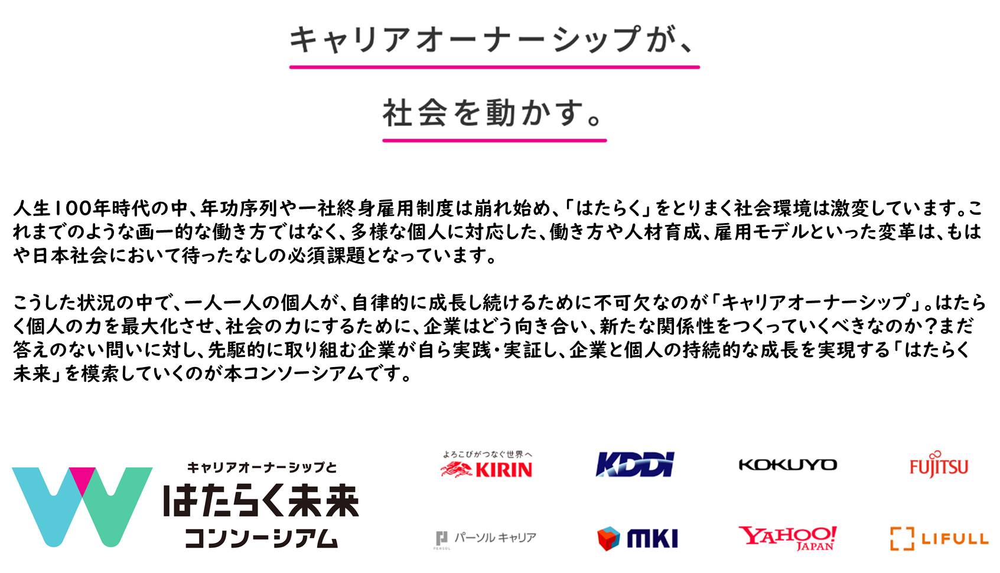 キャリアオーナーシップが、
社会を動かす。
人生100年時代の中、年功序列や一社終身雇用制度は崩れ始め、「はたらく」をとりまく社会環境は激変しています。こ
れまでのような画一的な働き方ではなく、多様な個人に対応した、働き方や人材育成、雇用モデルといった変革は、もは
や日本社会において待ったなしの必須課題となっています。
こうした状況の中で、一人一人の個人が、自律的に成長し続けるために不可欠なのが「キャリアオーナーシップ」。はたら
く個人の力を最大化させ、社会の力にするために、企業はどう向き合い、新たな関係性をつくっていくべきなのか？まだ
答えのない問いに対し、先駆的に取り組む企業が自ら実践・実証し、企業と個人の持続的な成長を実現する「はたらく
未来」を模索していくのが本コンソーシアムです。
キャリアオーナーシップと
はたらく未来
コンソーシアム
よろこびがつなぐ世界へ
KIRIN
KDDI
KOKUYO
FUJITSU
PERSOL
パーソル キャリア
MKI
YAHOO!
JAPAN
LIFULL